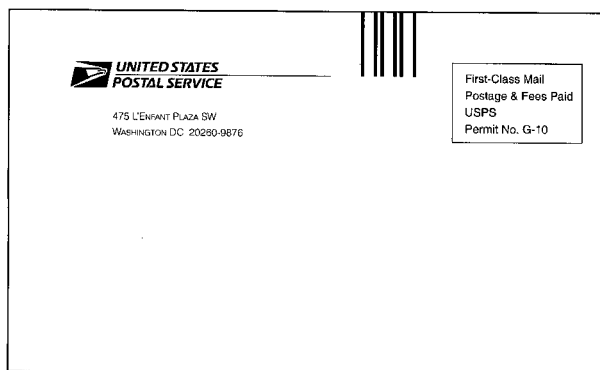 UNITED STATES
POSTAL SERVICE
475 L'ENFANT PLAZA SW
WASHINGTON DC 20260-9876
First-Class Mail
Postage & Fees Paid
USPS
Permit No. G-10